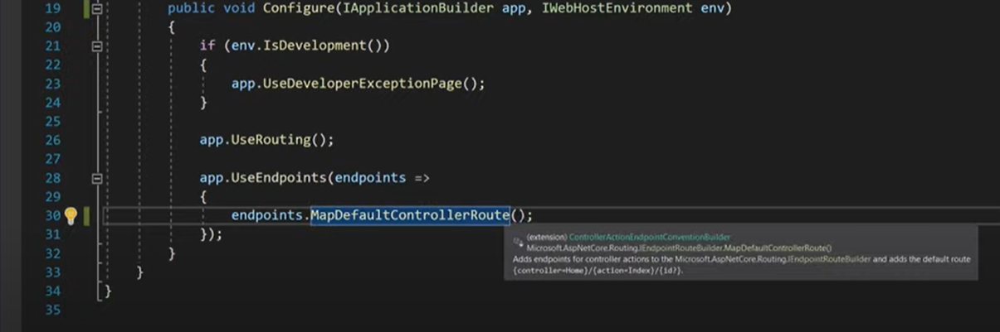 19 public void Configure(IApplicationBuilder app, IWebHostEnvironment env)
20 {
21 if (env.IsDevelopment())
22 {
23 app.UseDeveloperExceptionPage();
24 }
25
26 app.UseRouting();
27
28 app.UseEndpoints(endpoints =>
29 {
30 endpoints.MapDefaultControllerRoute();
31 });
(extension) ControllerActionEndpointConventionBuilder
Microsoft.AspNetCore.Routing.IEndpointRouteBuilder.MapDefaultControllerRoute()
Adds endpoints for controller actions to the Microsoft.AspNetCore.Routing.IEndpointRouteBuilder and adds the default route
{controller=Home}/{action=Index}/{id?}.
32 }
33 }
34 }
35